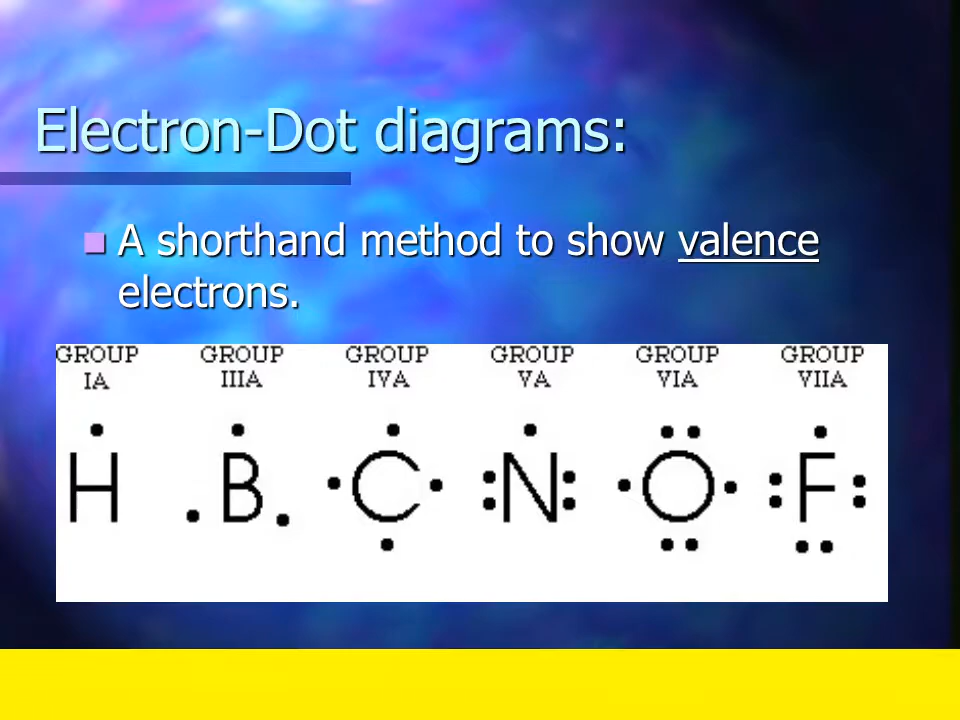 Electron-Dot diagrams:
A shorthand method to show valence
electrons.
GROUP GROUP GROUP GROUP GROUP GROUP
IA IIIA IVA VA VIA VIIA
H B C N O F